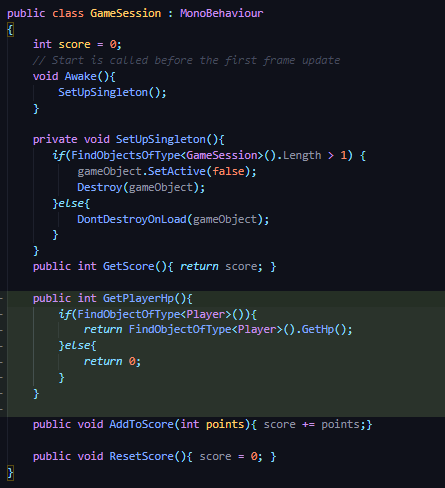 public class GameSession : MonoBehaviour
{
    int score = 0;
    // Start is called before the first frame update
    void Awake(){
        SetUpSingleton();
    }

    private void SetUpSingleton(){
       if(FindObjectsOfType<GameSession>().Length > 1) {
           gameObject.SetActive(false);
           Destroy(gameObject);
       }else{
           DontDestroyOnLoad(gameObject);
       }
    }
    public int GetScore(){ return score; }

    public int GetPlayerHp(){
        if(FindObjectOfType<Player>()){
            return FindObjectOfType<Player>().GetHp();
        }else{
            return 0;
        }
    }

    public void AddToScore(int points){ score += points;}

    public void ResetScore(){ score = 0; }
}